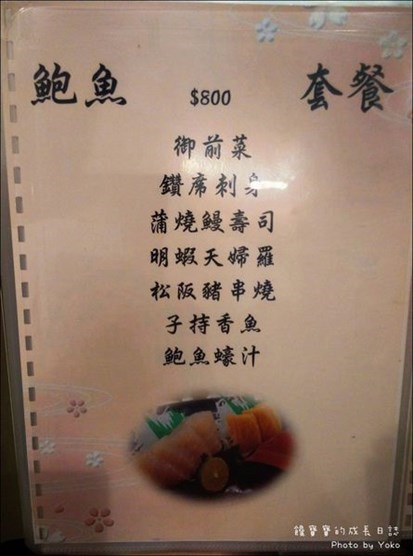 鮑魚 $800 套餐
御前菜
鑽席刺身
蒲燒鰻壽司
明蝦天婦羅
松阪豬串燒
子持香魚
鮑魚蠔汁
饅寶寶的成長日誌
Photo by Yoko